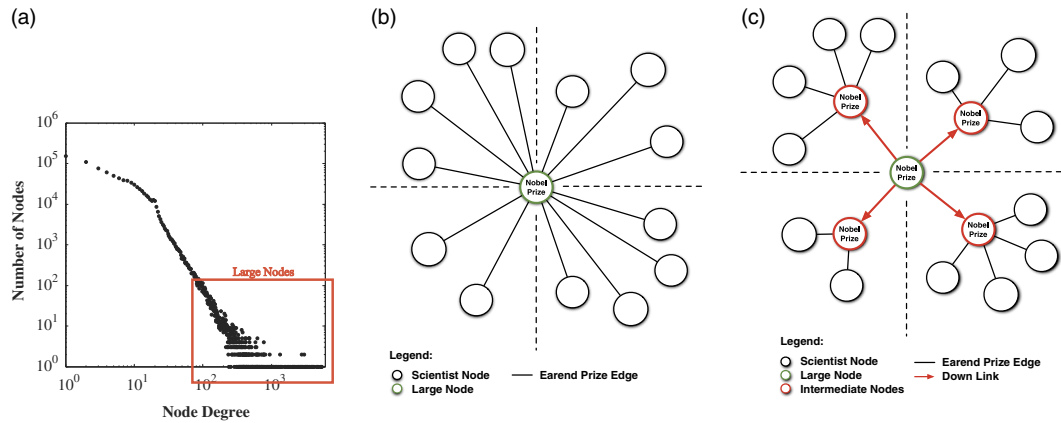 (a)
Number of Nodes
10^6
10^5
10^4
10^3
10^2
10^1
10^0
Large Nodes
10^0
10^1
10^2
10^3
Node Degree
(b)
Nobel
Prize
Legend:
Scientist Node
Large Node
Earend Prize Edge
(c)
Nobel
Prize
Nobel
Prize
Nobel
Prize
Nobel
Prize
Nobel
Prize
Legend:
Scientist Node
Large Node
Intermediate Nodes
Earend Prize Edge
Down Link